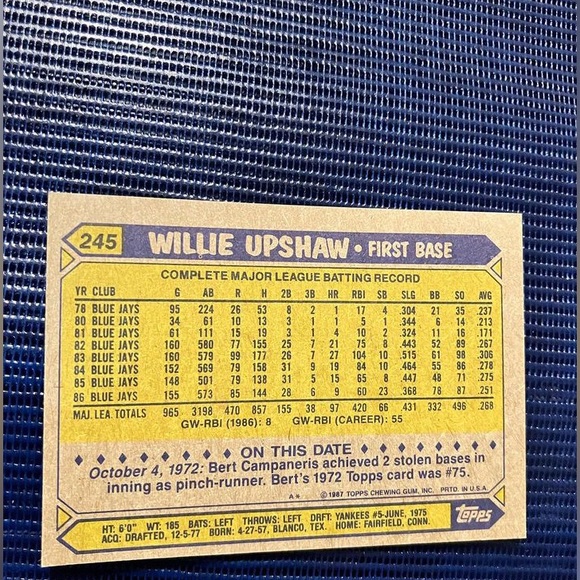 245 WILLIE UPSHAW • FIRST BASE
COMPLETE MAJOR LEAGUE BATTING RECORD
YR CLUB G AB R H 2B 3B HR RBI SB SLG BB SO AVG
78 BLUE JAYS 95 224 26 53 8 2 1 17 4 .304 21 35 .237
80 BLUE JAYS 34 61 10 13 3 1 1 5 1 .344 6 14 .213
81 BLUE JAYS 61 111 15 19 3 1 4 10 2 .324 11 16 .171
82 BLUE JAYS 160 580 77 155 25 7 21 75 8 .443 52 89 .267
83 BLUE JAYS 160 579 99 177 26 7 27 104 10 .515 61 98 .306
84 BLUE JAYS 152 569 79 158 31 9 19 84 10 .464 55 86 .278
85 BLUE JAYS 148 501 79 138 31 5 15 65 8 .447 48 71 .275
86 BLUE JAYS 155 573 85 144 28 6 9 60 23 .368 78 87 .251
MAJ. LEA. TOTALS 965 3198 470 857 155 38 97 420 66 .431 332 496 .268
GW-RBI (1986): 8 GW-RBI (CAREER): 55
ON THIS DATE
October 4, 1972: Bert Campaneris achieved 2 stolen bases in
inning as pinch-runner. Bert's 1972 Topps card was #75.
A* ©1987 TOPPS CHEWING GUM, INC. PRTD. IN U.S.A.
HT: 6'0" WT: 185 BATS: LEFT THROWS: LEFT DRFT: YANKEES #5-JUNE, 1975
ACQ: DRAFTED, 12-5-77 BORN: 4-27-57, BLANCO, TEX. HOME: FAIRFIELD, CONN.
topps